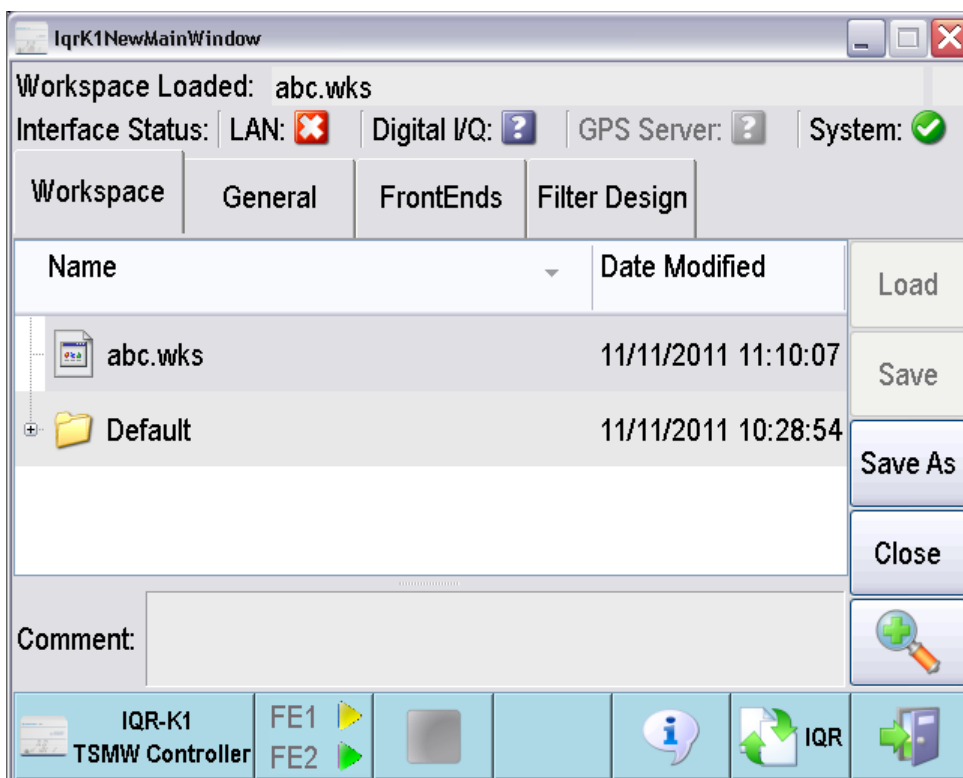 IqrK1NewMainWindow
Workspace Loaded: abc.wks
Interface Status: LAN: Digital I/Q: ? GPS Server: ? System:
Workspace General FrontEnds Filter Design
Name Date Modified
Load
abc.wks 11/11/2011 11:10:07
Save
Default 11/11/2011 10:28:54
Save As
Close
Comment:
IQR-K1
TSMW Controller
FE1
FE2
i
IQR